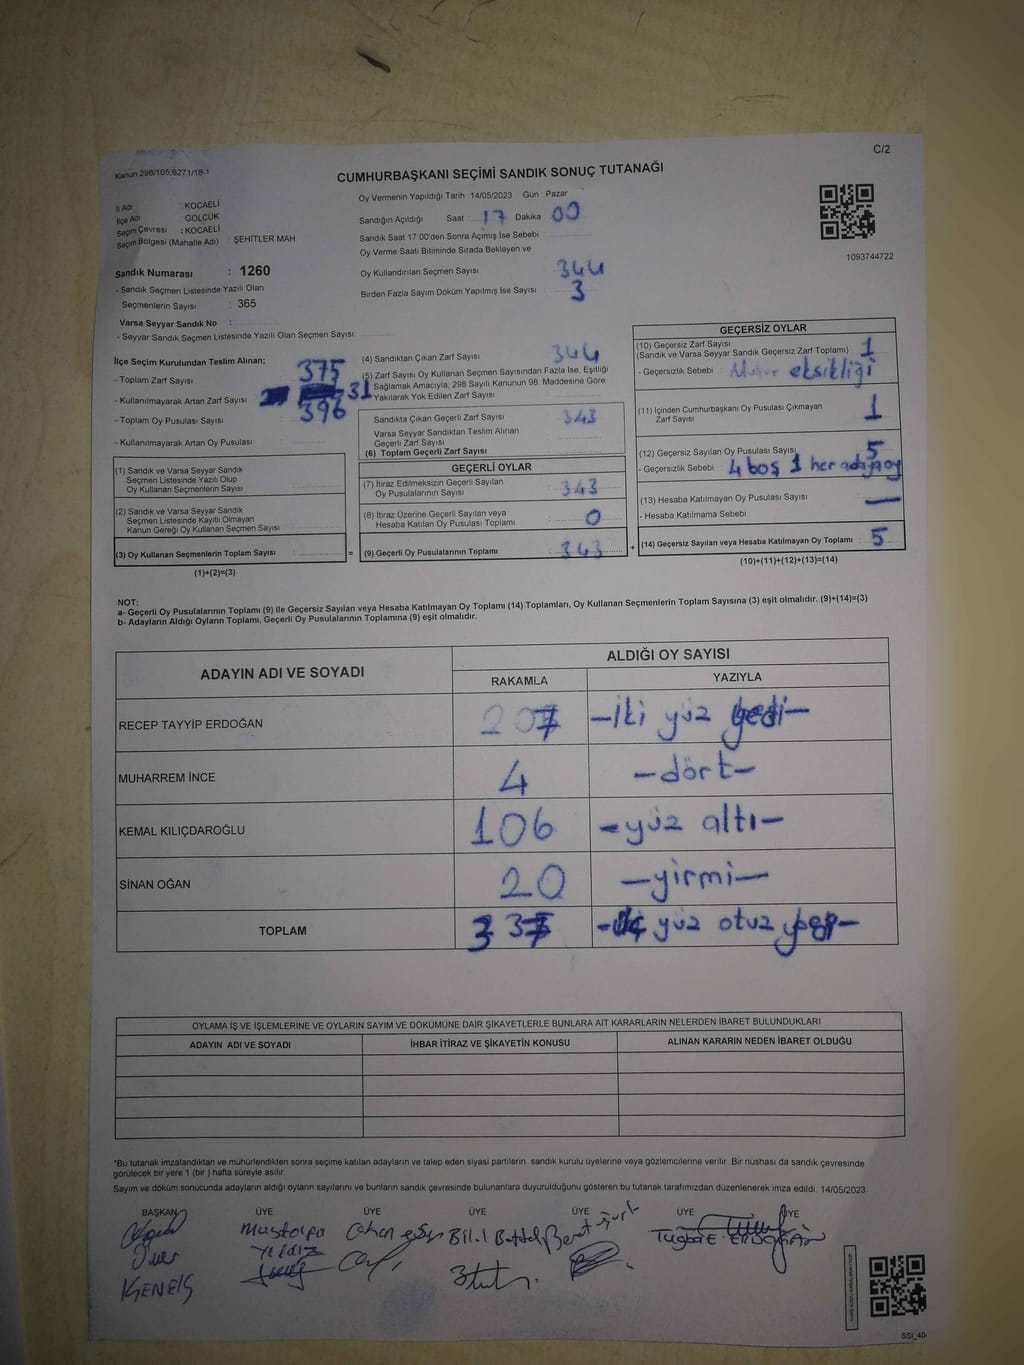 C/2
Kanun 298/105;6271/18-1
CUMHURBAŞKANI SEÇİMİ SANDIK SONUÇ TUTANAĞI
İl Adı KOCAELİ
İlçe Adı GÖLCÜK
Seçim Çevresi : KOCAELİ
Seçim Bölgesi (Mahalle Adı) : ŞEHİTLER MAH.
Sandık Numarası : 1260
- Sandık Seçmen Listesinde Yazılı Olan
Seçmenlerin Sayısı : 365
Varsa Seyyar Sandık No :
- Seyyar Sandık Seçmen Listesinde Yazılı Olan Seçmen Sayısı:
Oy Vermenin Yapıldığı Tarih 14/05/2023 Gün Pazar
Sandığın Açıldığı Saat 17 Dakika 00
Sandık Saat 17:00'den Sonra Açımış İse Sebebi
Oy Verme Saati Bitiminde Sırada Bekleyen ve
Oy Kullandırılan Seçmen Sayısı 344
Birden Fazla Sayım Döküm Yapılmış İse Sayısı 3
1093744722
İlçe Seçim Kurulundan Teslim Alınan;
- Toplam Zarf Sayısı 375
- Kullanılmayarak Artan Zarf Sayısı 31
- Toplam Oy Pusulası Sayısı 396
- Kullanılmayarak Artan Oy Pusulası
(1) Sandık ve Varsa Seyyar Sandık
Seçmen Listesinde Yazılı Olup
Oy Kullanan Seçmenlerin Sayısı
(2) Sandık ve Varsa Seyyar Sandık
Seçmen Listesinde Kayıtlı Olmayan
Kanun Gereği Oy Kullanan Seçmen Sayısı
(3) Oy Kullanan Seçmenlerin Toplam Sayısı
(1)+(2)=(3)
=
(4) Sandıktan Çıkan Zarf Sayısı 344
(5) Zarf Sayısı Oy Kullanan Seçmen Sayısından Fazla İse, Eşitliği
Sağlamak Amacıyla, 298 Sayılı Kanunun 98. Maddesine Göre
Yakılarak Yok Edilen Zarf Sayısı
Sandıkta Çıkan Geçerli Zarf Sayısı 343
Varsa Seyyar Sandıktan Teslim Alınan
Geçerli Zarf Sayısı
(6) Toplam Geçerli Zarf Sayısı
GEÇERLİ OYLAR
(7) İtiraz Edilmeksizin Geçerli Sayılan
Oy Pusulalarının Sayısı 343
(8) İtiraz Üzerine Geçerli Sayılan veya
Hesaba Katılan Oy Pusulası Toplamı 0
(9) Geçerli Oy Pusulalarının Toplamı 343
+
GEÇERSİZ OYLAR
(10) Geçersiz Zarf Sayısı
(Sandık ve Varsa Seyyar Sandık Geçersiz Zarf Toplamı) 1
- Geçersizlik Sebebi Mühür eksikliği
(11) İçinden Cumhurbaşkanı Oy Pusulası Çıkmayan
Zarf Sayısı 1
(12) Geçersiz Sayılan Oy Pusulası Sayısı 5
- Geçersizlik Sebebi 4 boş 1 her adaya oy
(13) Hesaba Katılmayan Oy Pusulası Sayısı —
- Hesaba Katılmama Sebebi
(14) Geçersiz Sayılan veya Hesaba Katılmayan Oy Toplamı : 5
(10)+(11)+(12)+(13)=(14)
NOT:
a- Geçerli Oy Pusulalarının Toplamı (9) ile Geçersiz Sayılan veya Hesaba Katılmayan Oy Toplamı (14) Toplamları, Oy Kullanan Seçmenlerin Toplam Sayısına (3) eşit olmalıdır. (9)+(14)=(3)
b- Adayların Aldığı Oyların Toplamı, Geçerli Oy Pusulalarının Toplamına (9) eşit olmalıdır.
ADAYIN ADI VE SOYADI ALDIĞI OY SAYISI
RAKAMLA YAZIYLA
RECEP TAYYİP ERDOĞAN 207 —İki yüz yedi—
MUHARREM İNCE 4 —dört—
KEMAL KILIÇDAROĞLU 106 —yüz altı—
SİNAN OĞAN 20 —yirmi—
TOPLAM 337 —üç yüz otuz
OYLAMA İŞ VE İŞLEMLERİNE VE OYLARIN SAYIM VE DÖKÜMÜNE DAİR ŞİKAYETLERLE BUNLARA AİT KARARLARIN NELERDEN İBARET BULUNDUKLARI
ADAYIN ADI VE SOYADI İHBAR İTİRAZ VE ŞİKAYETİN KONUSU ALINAN KARARIN NEDEN İBARET OLDUĞU
*Bu tutanak imzalandıktan ve mühürlendikten sonra seçime katılan adayların ve talep eden siyasi partilerin sandık kurulu üyelerine veya gözlemcilerine verilir. Bir nüshası da sandık çevresinde
görülecek bir yere 1 (bir ) hafta süreyle asılır.
Sayım ve döküm sonucunda adayların aldığı oyların sayılarını ve bunların sandık çevresinde bulunanlara duyurulduğunu gösteren bu tutanak tarafımızdan düzenlenerek imza edildi. 14/05/2023
BAŞKAN ÜYE ÜYE ÜYE ÜYE ÜYE ÜYE
Mustafa Bilal Battal Berat Tuğba E. ERDOĞAN
Yeldiz